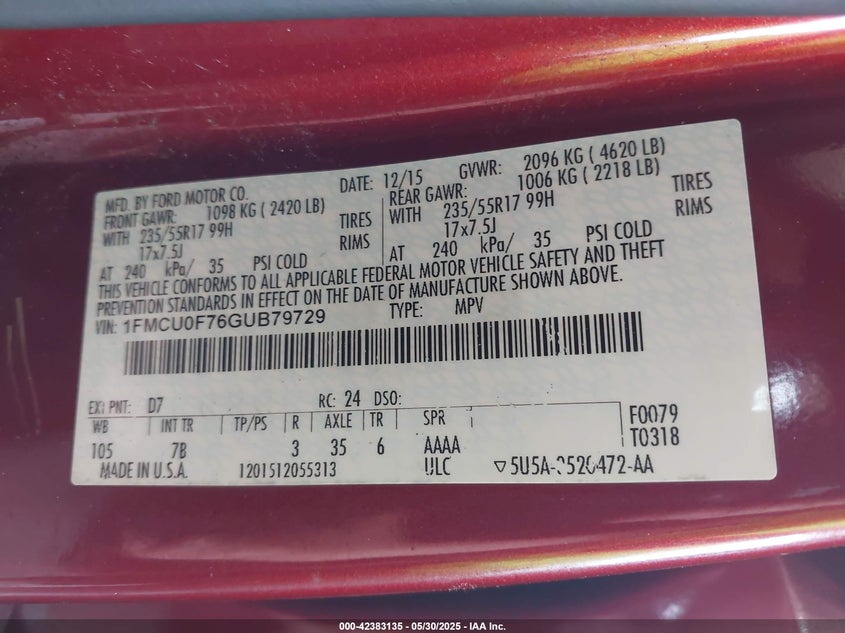 MFD. BY FORD MOTOR CO. DATE: 12/15 GVWR: 2096 KG ( 4620 LB)
FRONT GAWR: 1098 KG ( 2420 LB) REAR GAWR: 1006 KG ( 2218 LB)
WITH 235/55R17 99H TIRES WITH 235/55R17 99H TIRES
17x7.5J RIMS 17x7.5J RIMS
AT 240 kPa/ 35 PSI COLD AT 240 kPa/ 35 PSI COLD
THIS VEHICLE CONFORMS TO ALL APPLICABLE FEDERAL MOTOR VEHICLE SAFETY AND THEFT
PREVENTION STANDARDS IN EFFECT ON THE DATE OF MANUFACTURE SHOWN ABOVE.
VIN: 1FMCU0F76GUB79729 TYPE: MPV
EXT PNT: D7 RC: 24 DSO:
WB INT TR TP/PS R AXLE TR SPR F0079
105 7B 3 35 6 AAAA T0318
MADE IN U.S.A. 1201512055313 ULC ▽5U5A-3520472-AA
000-42383135 - 05/30/2025 - IAA Inc.